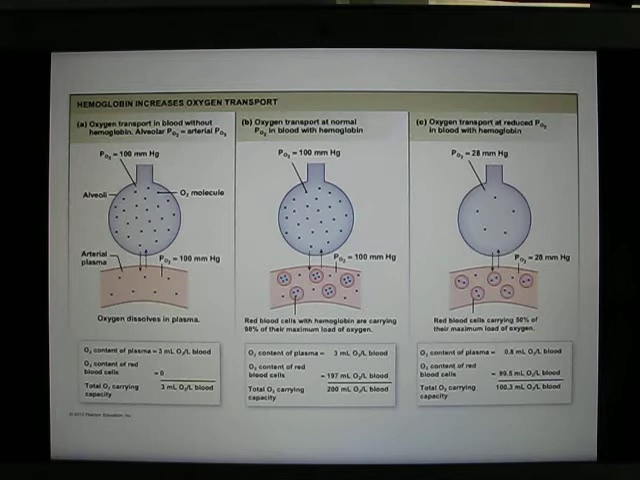 HEMOGLOBIN INCREASES OXYGEN TRANSPORT
(a) Oxygen transport in blood without
hemoglobin. Alveolar PO₂ = arterial PO₂
PO₂ = 100 mm Hg
Alveoli
O₂ molecule
Arterial
plasma
PO₂ = 100 mm Hg
Oxygen dissolves in plasma.
O₂ content of plasma = 3 mL O₂/L blood
O₂ content of red
blood cells = 0
Total O₂ carrying
capacity 3 mL O₂/L blood
(b) Oxygen transport at normal
PO₂ in blood with hemoglobin
PO₂ = 100 mm Hg
PO₂ = 100 mm Hg
Red blood cells with hemoglobin are carrying
98% of their maximum load of oxygen.
O₂ content of plasma = 3 mL O₂/L blood
O₂ content of red
blood cells = 197 mL O₂/L blood
Total O₂ carrying
capacity 200 mL O₂/L blood
(c) Oxygen transport at reduced PO₂
in blood with hemoglobin
PO₂ = 28 mm Hg
PO₂ = 28 mm Hg
Red blood cells carrying 50% of
their maximum load of oxygen.
O₂ content of plasma = 0.8 mL O₂/L blood
O₂ content of red
blood cells = 99.5 mL O₂/L blood
Total O₂ carrying
capacity 100.3 mL O₂/L blood
Pearson Education, Inc.